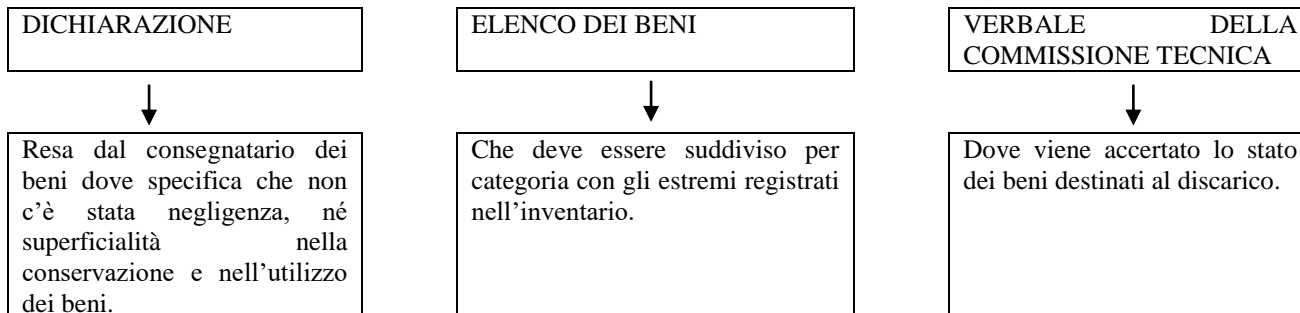 DICHIARAZIONE
Resa dal consegnatario dei
beni dove specifica che non
c’è stata negligenza, né
superficialità nella
conservazione e nell’utilizzo
dei beni.
ELENCO DEI BENI
Che deve essere suddiviso per
categoria con gli estremi registrati
nell’inventario.
VERBALE DELLA
COMMISSIONE TECNICA
Dove viene accertato lo stato
dei beni destinati al discarico.